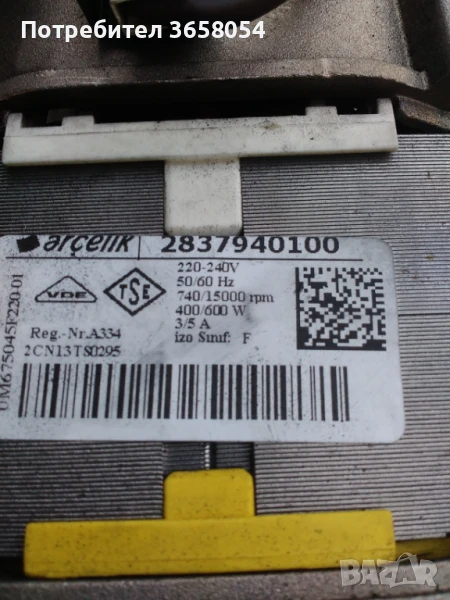 Потребител 3658054
arçelik 2837940100
VDE
TSE
220-240V
50/60 Hz
740/15000 rpm
400/600 W
3/5 A
izo Sınıf: F
Reg.-Nr.A334
2CN13TS0295
UM675045F220-01
BAZAR